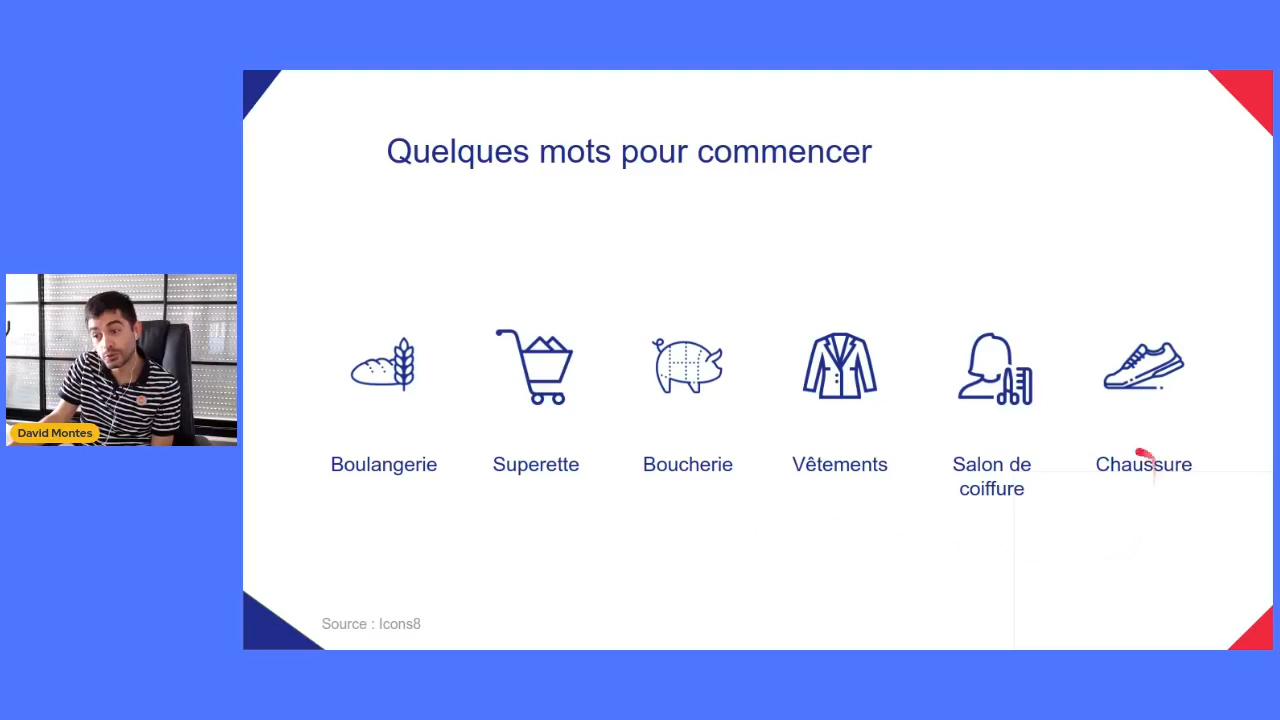 Quelques mots pour commencer
Boulangerie
Superette
Boucherie
Vêtements
Salon de
coiffure
Chaussure
David Montes
Source : Icons8